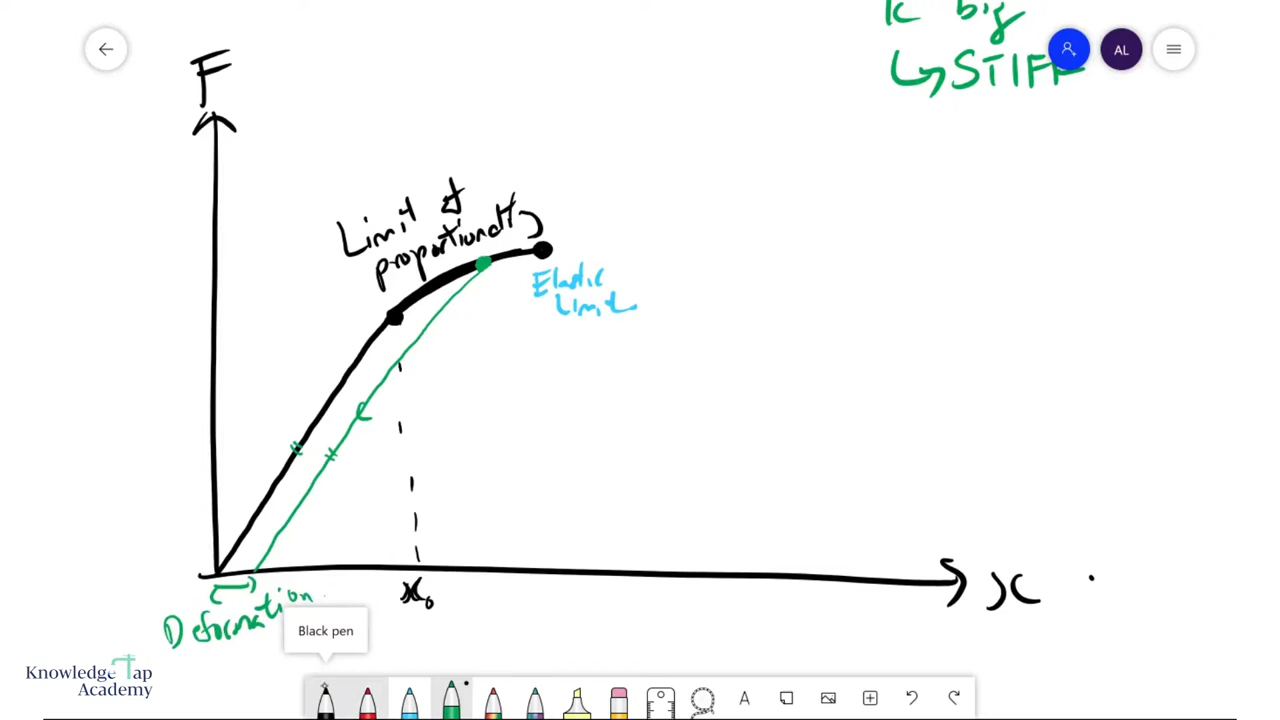 k big
↳ STIFF
AL
F
Limit of
proportionality
Elastic
Limit
x
x₀
Deformation
Black pen
Knowledge Tap
Academy
A